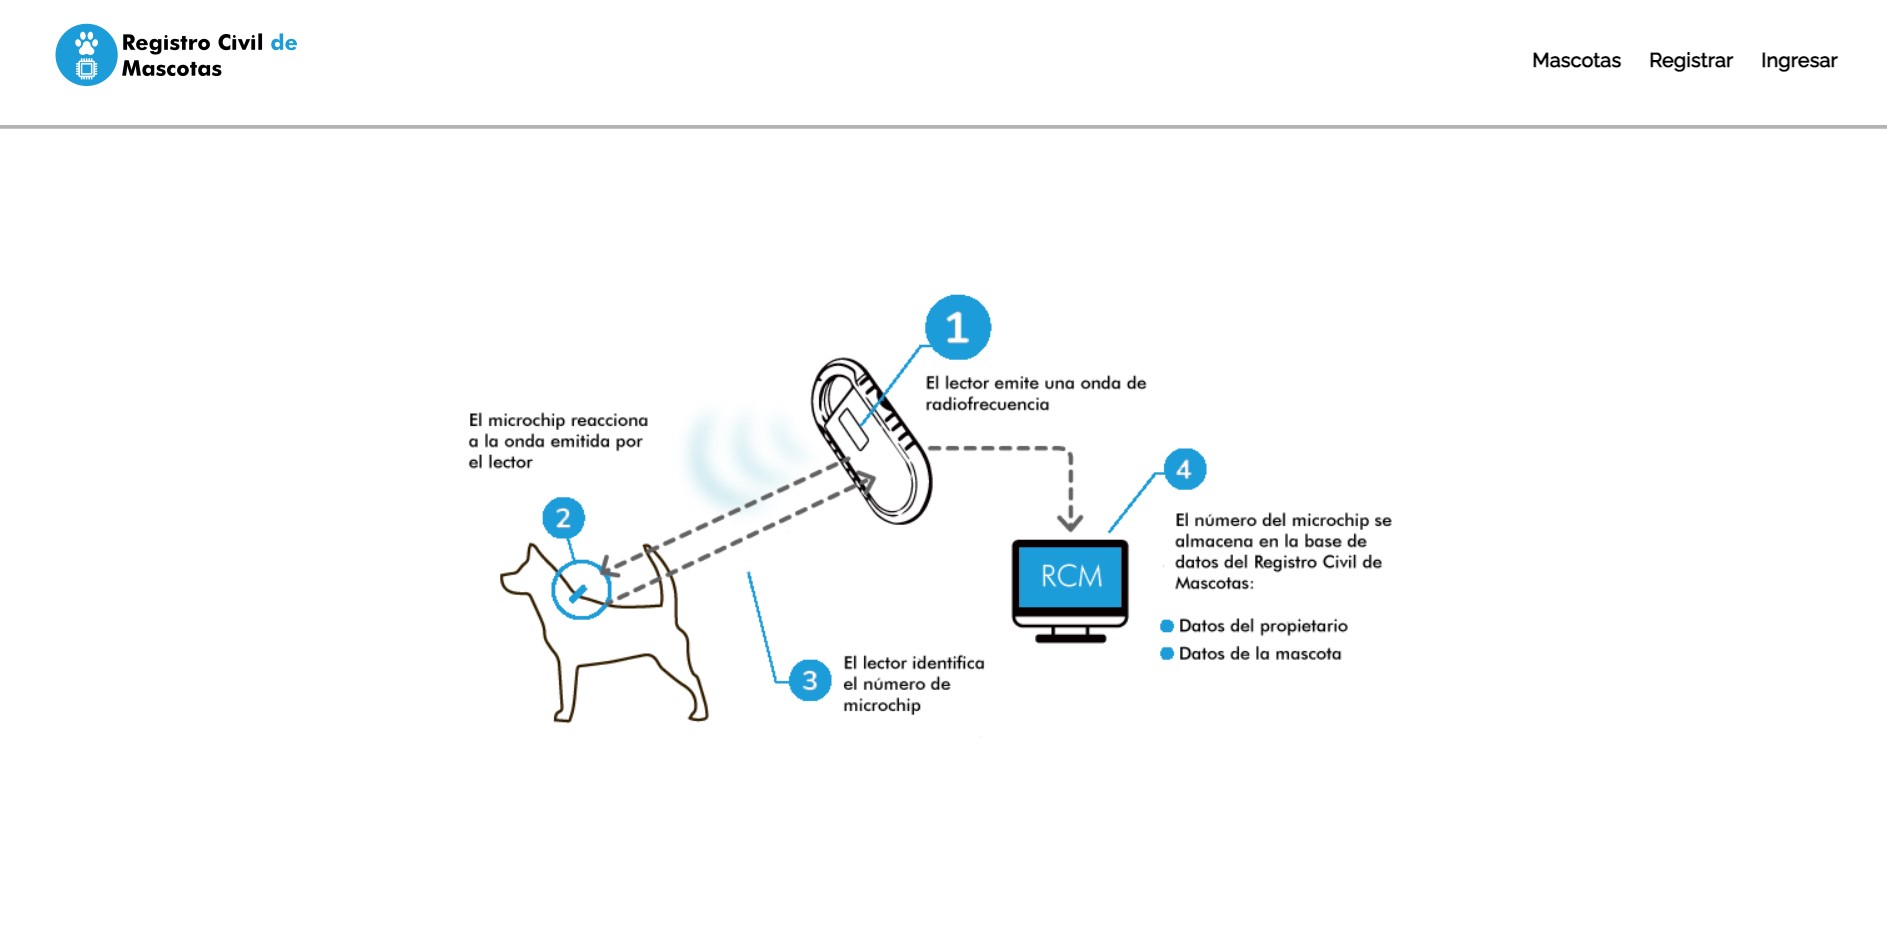 Registro Civil de
Mascotas
Mascotas Registrar Ingresar
1
El lector emite una onda de
radiofrecuencia
El microchip reacciona
a la onda emitida por
el lector
2
4
El número del microchip se
almacena en la base de
datos del Registro Civil de
Mascotas:
Datos del propietario
Datos de la mascota
RCM
3
El lector identifica
el número de
microchip